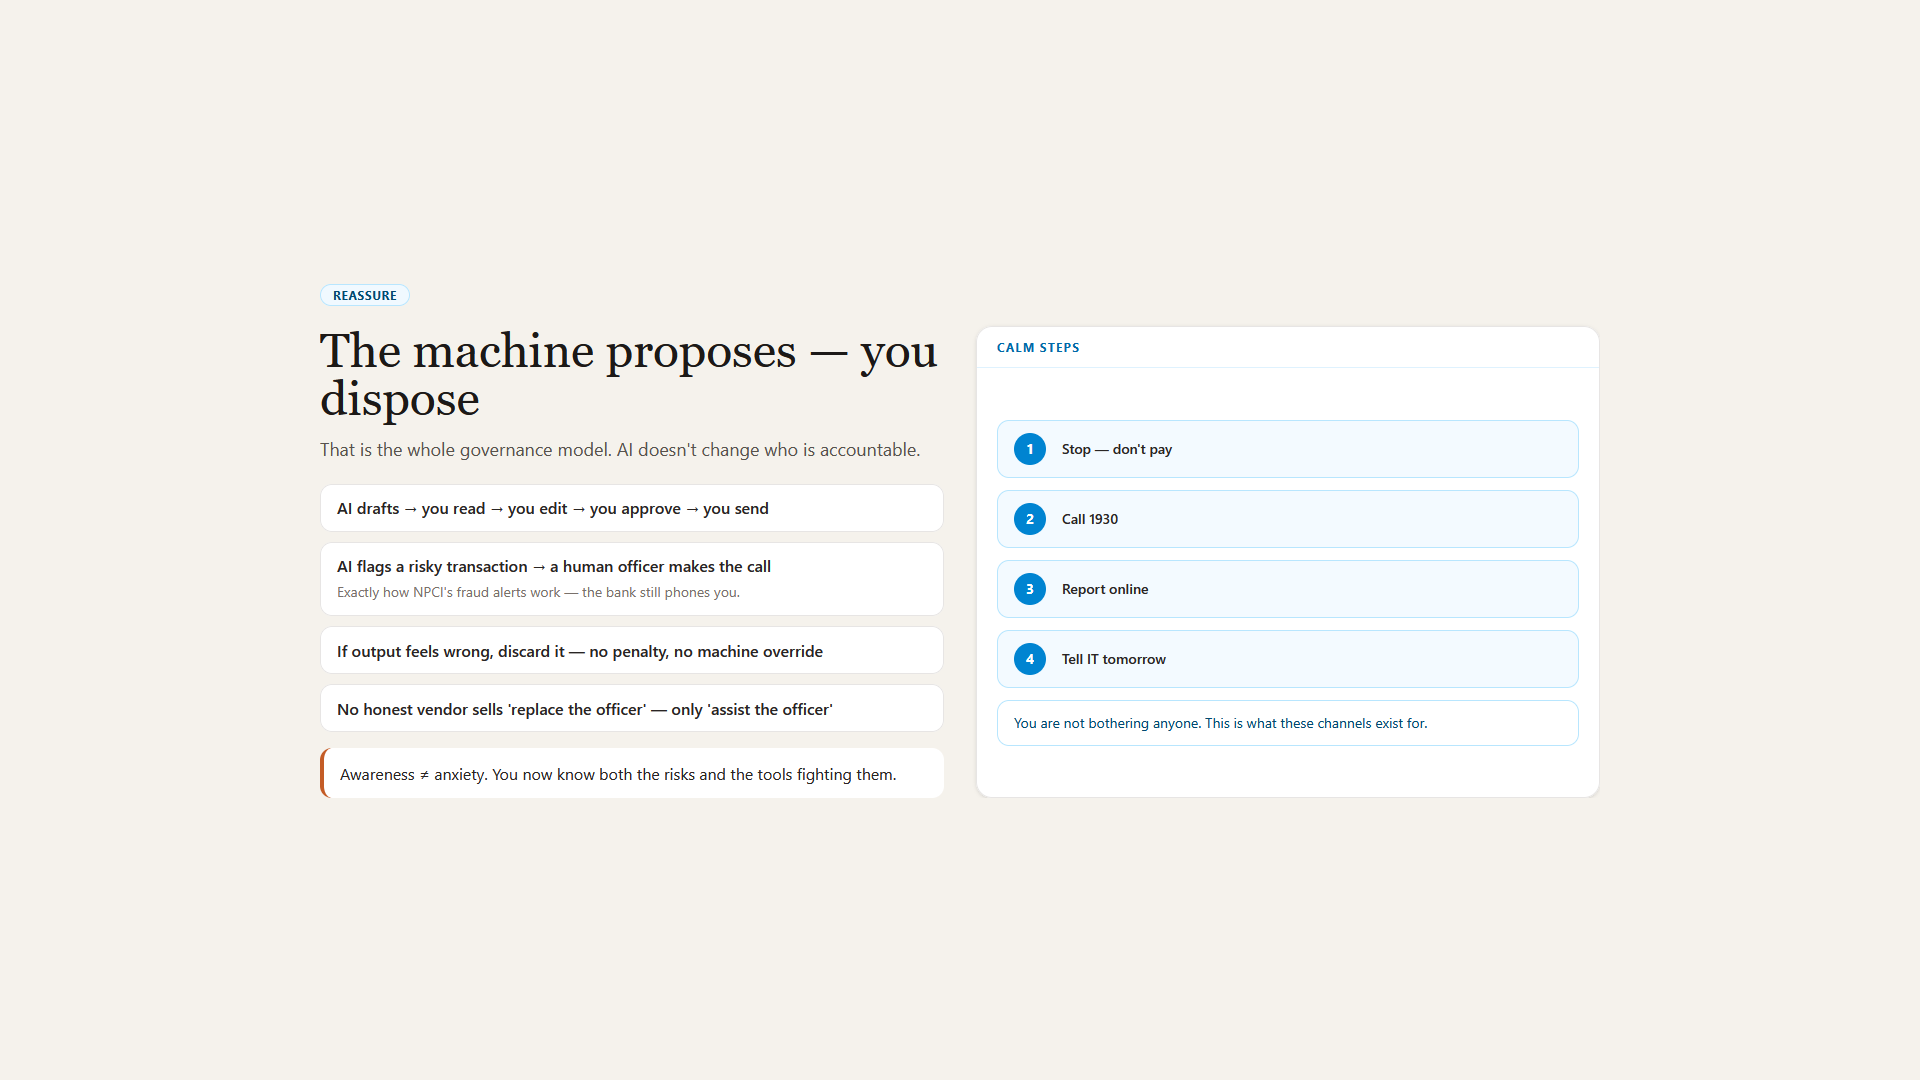 REASSURE
The machine proposes — you
dispose
That is the whole governance model. AI doesn't change who is accountable.
AI drafts → you read → you edit → you approve → you send
AI flags a risky transaction → a human officer makes the call
Exactly how NPCI's fraud alerts work — the bank still phones you.
If output feels wrong, discard it — no penalty, no machine override
No honest vendor sells 'replace the officer' — only 'assist the officer'
Awareness ≠ anxiety. You now know both the risks and the tools fighting them.
CALM STEPS
1 Stop — don't pay
2 Call 1930
3 Report online
4 Tell IT tomorrow
You are not bothering anyone. This is what these channels exist for.